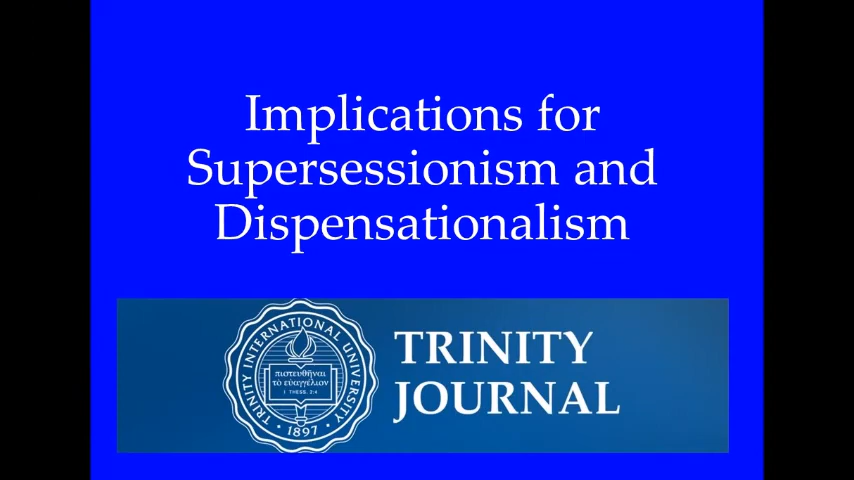 Implications for
Supersessionism and
Dispensationalism
TRINITY INTERNATIONAL UNIVERSITY
πιστευθῆναι
τὸ εὐαγγέλιον
1 THESS. 2:4
• 1897 •
TRINITY
JOURNAL